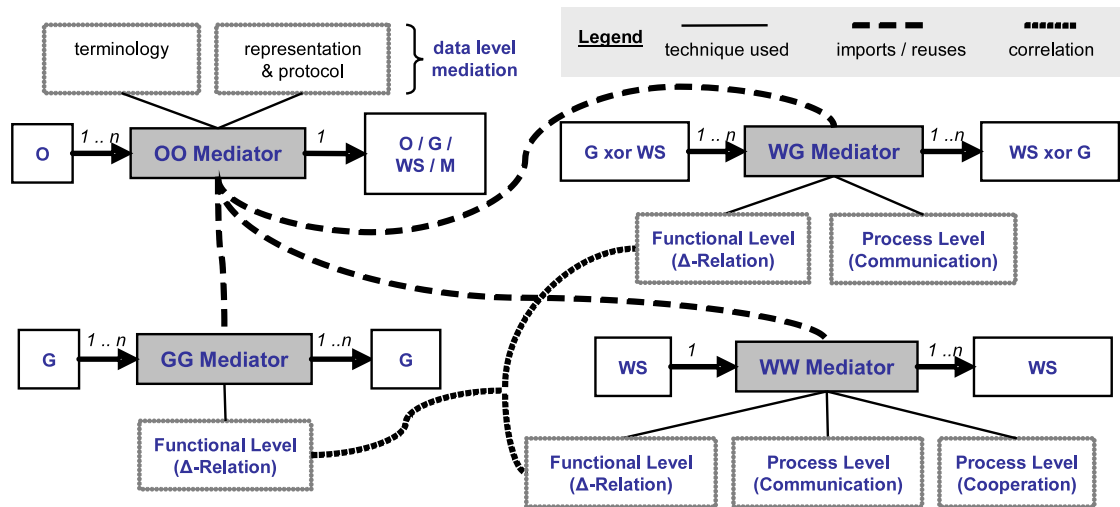 terminology
representation
& protocol
data level
mediation
Legend
technique used
imports / reuses
correlation
O
1 .. n
OO Mediator
1
O / G /
WS / M
G xor WS
1..n
WG Mediator
1..n
WS xor G
Functional Level
(Δ-Relation)
Process Level
(Communication)
G
1 .. n
GG Mediator
1..n
G
WS
1
WW Mediator
1..n
WS
Functional Level
(Δ-Relation)
Functional Level
(Δ-Relation)
Process Level
(Communication)
Process Level
(Cooperation)